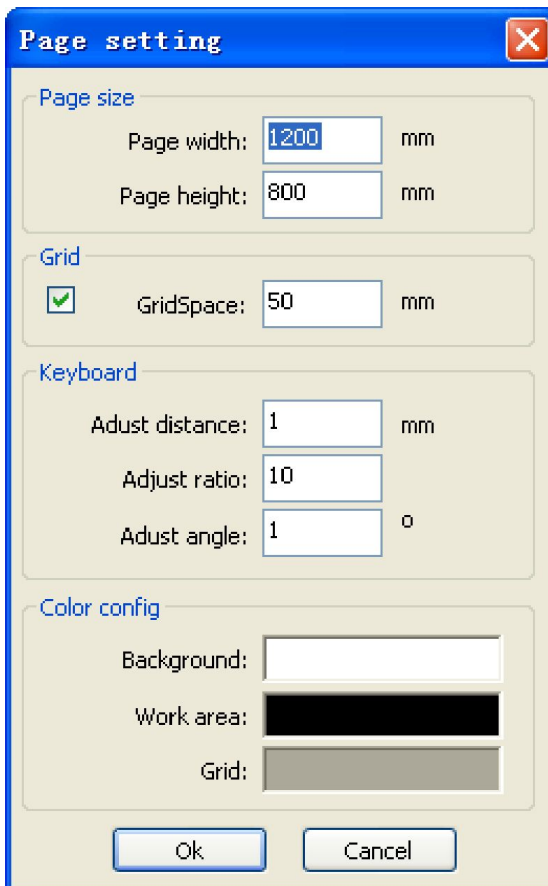 Page setting
Page size
Page width: 1200 mm
Page height: 800 mm
Grid
GridSpace: 50 mm
Keyboard
Adust distance: 1 mm
Adjust ratio: 10
Adust angle: 1 o
Color config
Background:
Work area:
Grid:
Ok Cancel